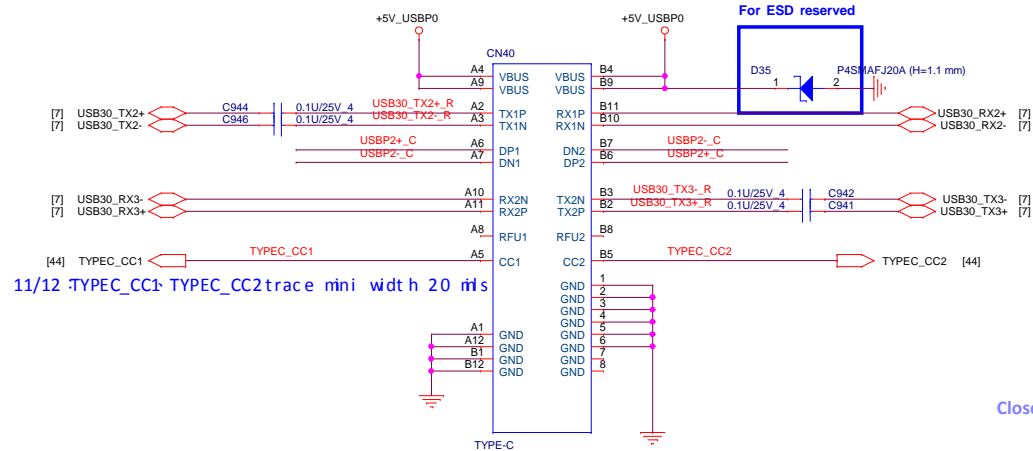 For ESD reserved
+5V_USBP0
+5V_USBP0
CN40
D35
P4SMAFJ20A (H=1.1 mm)
1
2
A4 VBUS VBUS B4
A9 VBUS VBUS B9
[7] USB30_TX2+ C944 0.1U/25V_4 USB30_TX2+_R A2 TX1P RX1P B11 USB30_RX2+ [7]
[7] USB30_TX2- C946 0.1U/25V_4 USB30_TX2-_R A3 TX1N RX1N B10 USB30_RX2- [7]
USBP2+_C A6 DP1 DN2 B7 USBP2-_C
USBP2-_C A7 DN1 DP2 B6 USBP2+_C
[7] USB30_RX3- A10 RX2N TX2N B3 USB30_TX3-_R 0.1U/25V_4 C942 USB30_TX3- [7]
[7] USB30_RX3+ A11 RX2P TX2P B2 USB30_TX3+_R 0.1U/25V_4 C941 USB30_TX3+ [7]
A8 RFU1 RFU2 B8
[44] TYPEC_CC1 TYPEC_CC1 A5 CC1 CC2 B5 TYPEC_CC2 TYPEC_CC2 [44]
11/12 :TYPEC_CC1、TYPEC_CC2 trace mini width 20 mils
GND 1
GND 2
GND 3
GND 4
A1 GND GND 5
A12 GND GND 6
B1 GND GND 7
B12 GND GND 8
Close
TYPE-C